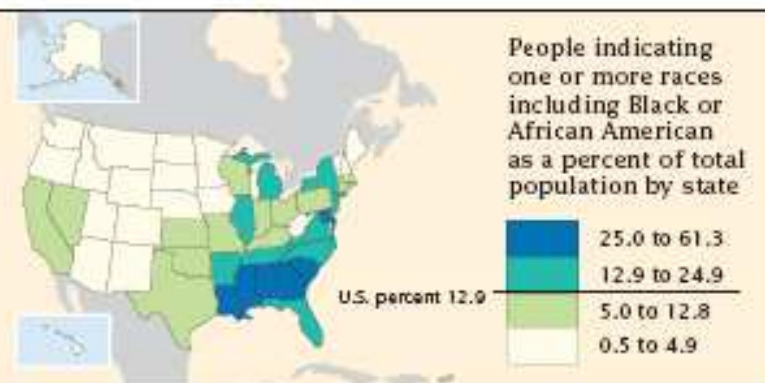 People indicating
one or more races
including Black or
African American
as a percent of total
population by state
25.0 to 61.3
12.9 to 24.9
U.S. percent 12.9
5.0 to 12.8
0.5 to 4.9